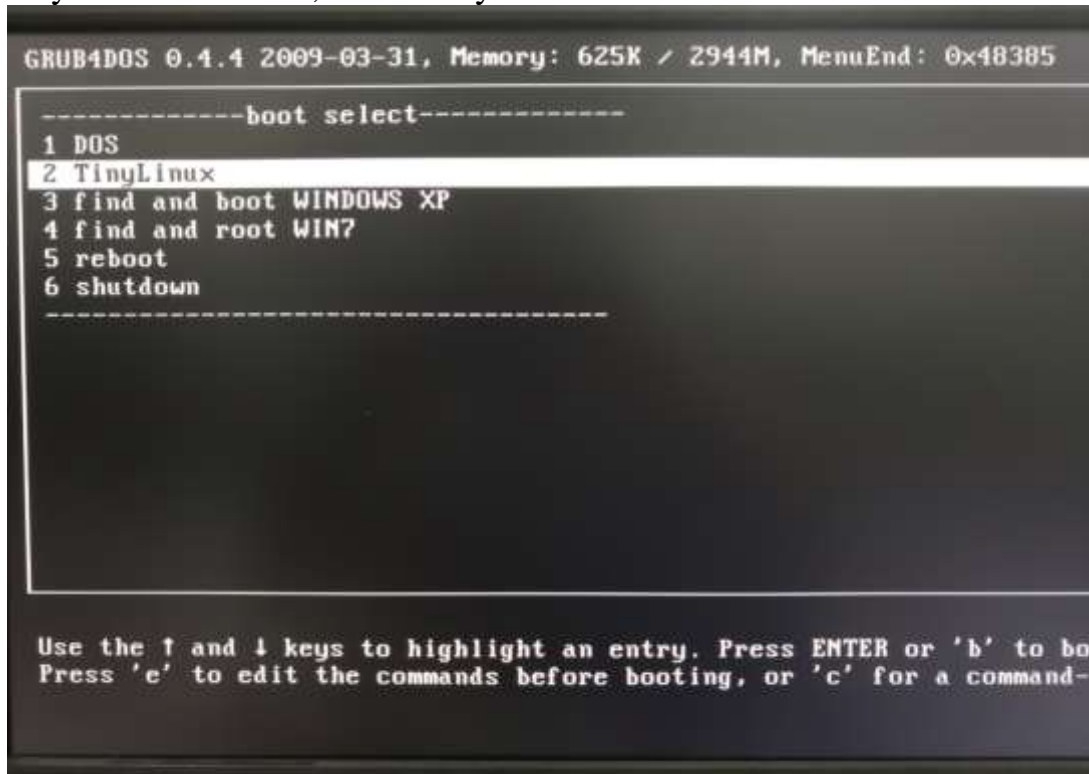 GRUB4DOS 0.4.4 2009-03-31, Memory: 625K / 2944M, MenuEnd: 0x48385
-------------boot select-------------
1 DOS
2 TinyLinux
3 find and boot WINDOWS XP
4 find and root WIN7
5 reboot
6 shutdown
------------------------------------
Use the ↑ and ↓ keys to highlight an entry. Press ENTER or 'b' to bo
Press 'e' to edit the commands before booting, or 'c' for a command-